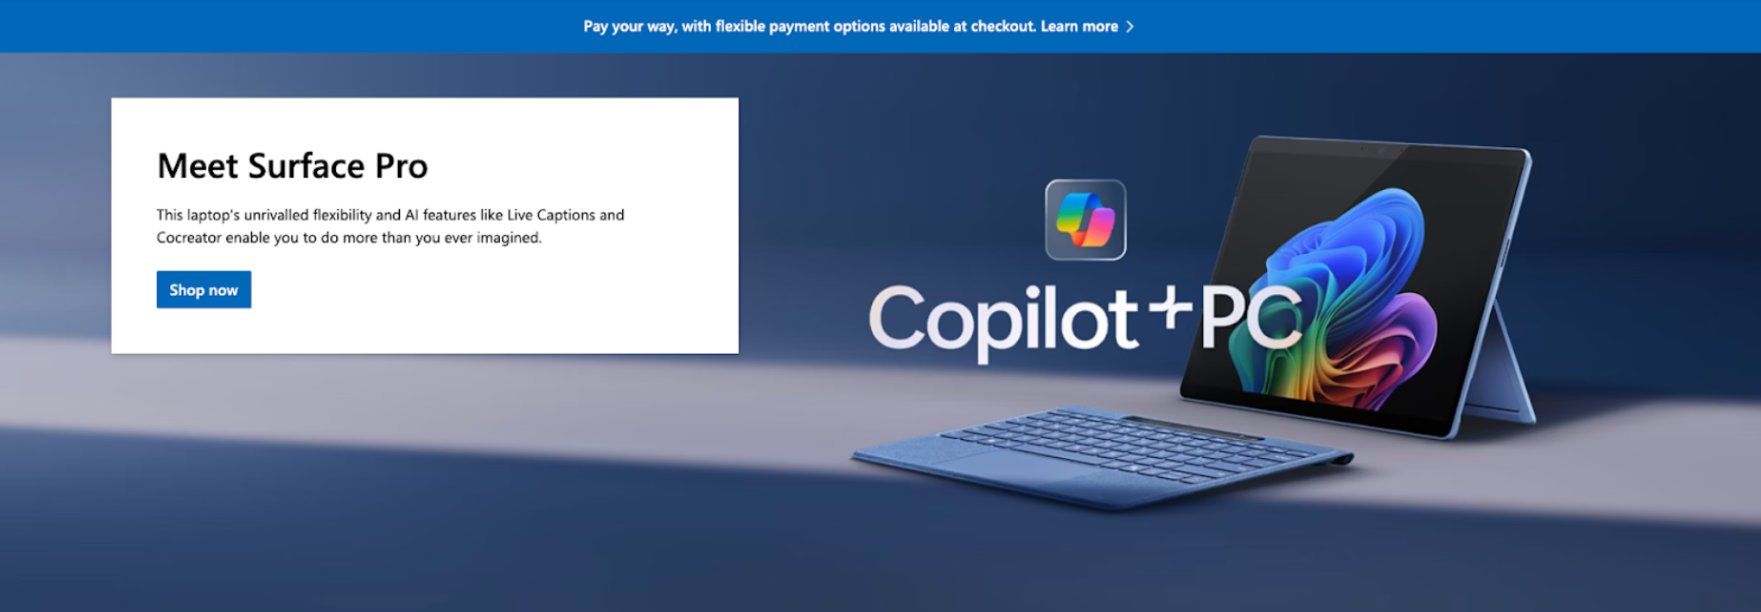 Pay your way, with flexible payment options available at checkout. Learn more
Meet Surface Pro
This laptop's unrivalled flexibility and AI features like Live Captions and
Cocreator enable you to do more than you ever imagined.
Shop now
Copilot+PC